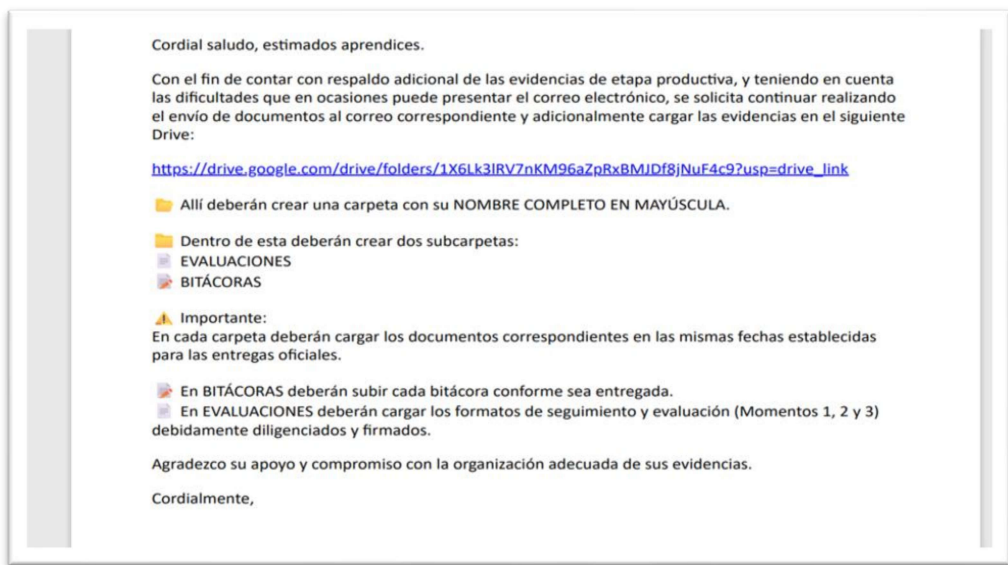 Cordial saludo, estimados aprendices.
Con el fin de contar con respaldo adicional de las evidencias de etapa productiva, y teniendo en cuenta
las dificultades que en ocasiones puede presentar el correo electrónico, se solicita continuar realizando
el envío de documentos al correo correspondiente y adicionalmente cargar las evidencias en el siguiente
Drive:
https://drive.google.com/drive/folders/1X6Lk3lRV7nKM96aZpRxBMJDf8jNuF4c9?usp=drive_link
📂 Allí deberán crear una carpeta con su NOMBRE COMPLETO EN MAYÚSCULA.
📁 Dentro de esta deberán crear dos subcarpetas:
📄 EVALUACIONES
📝 BITÁCORAS
⚠️ Importante:
En cada carpeta deberán cargar los documentos correspondientes en las mismas fechas establecidas
para las entregas oficiales.
📝 En BITÁCORAS deberán subir cada bitácora conforme sea entregada.
📄 En EVALUACIONES deberán cargar los formatos de seguimiento y evaluación (Momentos 1, 2 y 3)
debidamente diligenciados y firmados.
Agradezco su apoyo y compromiso con la organización adecuada de sus evidencias.
Cordialmente,